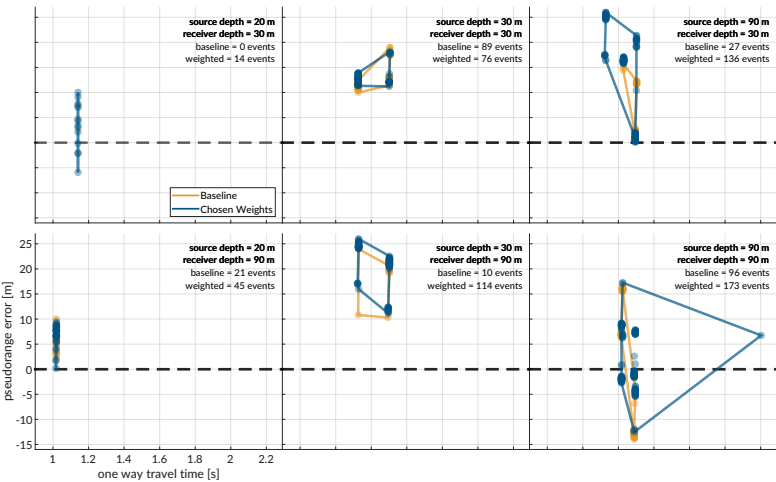 source depth = 20 m
receiver depth = 30 m
baseline = 0 events
weighted = 14 events
source depth = 30 m
receiver depth = 30 m
baseline = 89 events
weighted = 76 events
source depth = 90 m
receiver depth = 30 m
baseline = 27 events
weighted = 136 events
Baseline
Chosen Weights
source depth = 20 m
receiver depth = 90 m
baseline = 21 events
weighted = 45 events
source depth = 30 m
receiver depth = 90 m
baseline = 10 events
weighted = 114 events
source depth = 90 m
receiver depth = 90 m
baseline = 96 events
weighted = 173 events
pseudorange error [m]
25
20
15
10
5
0
-5
-10
-15
1 1.2 1.4 1.6 1.8 2 2.2
one way travel time [s]